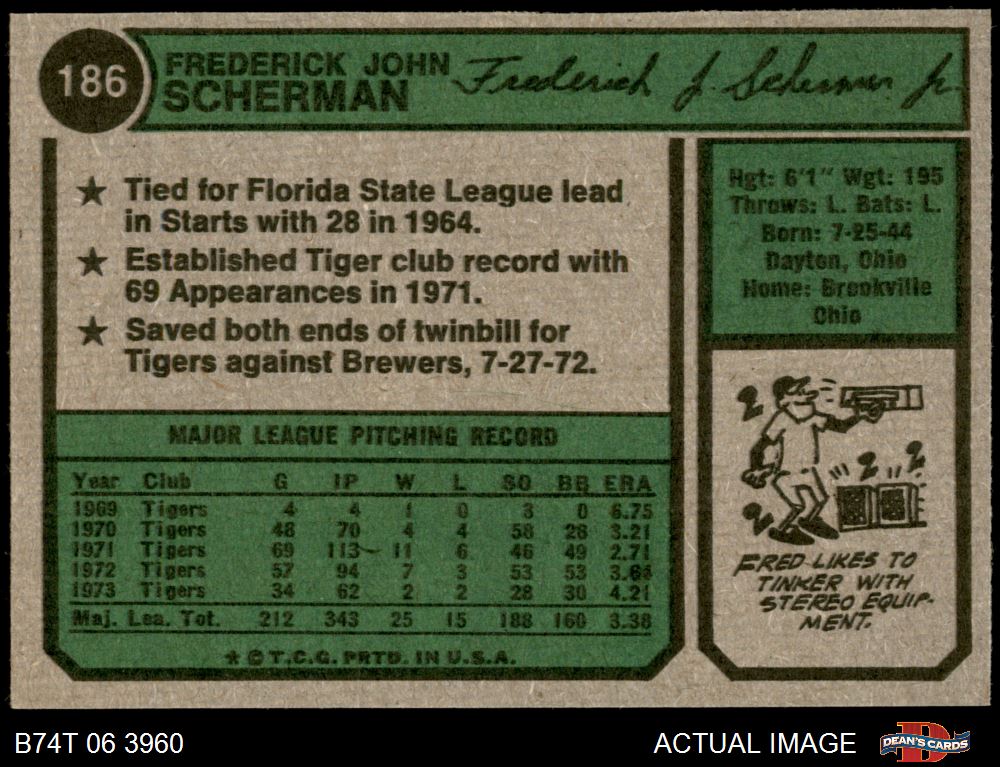 186
FREDERICK JOHN
SCHERMAN
Frederick J. Scherman Jr.
★ Tied for Florida State League lead
in Starts with 28 in 1964.
★ Established Tiger club record with
69 Appearances in 1971.
★ Saved both ends of twinbill for
Tigers against Brewers, 7-27-72.
MAJOR LEAGUE PITCHING RECORD
Year Club G IP W L SO BB ERA
1969 Tigers 4 4 1 0 3 0 6.75
1970 Tigers 48 70 4 4 58 28 3.21
1971 Tigers 69 113 11 6 46 49 2.71
1972 Tigers 57 94 7 3 53 53 3.64
1973 Tigers 34 62 2 2 28 30 4.21
Maj. Lea. Tot. 212 343 25 15 188 160 3.38
★ © T.C.G. PRTD. IN U.S.A.
Hgt: 6'1" Wgt: 195
Throws: L. Bats: L.
Born: 7-25-44
Dayton, Ohio
Home: Brookville
Ohio
2
2
2
2
FRED LIKES TO
TINKER WITH
STEREO EQUIP-
MENT.
B74T 06 3960
ACTUAL IMAGE
D
DEAN'S CARDS